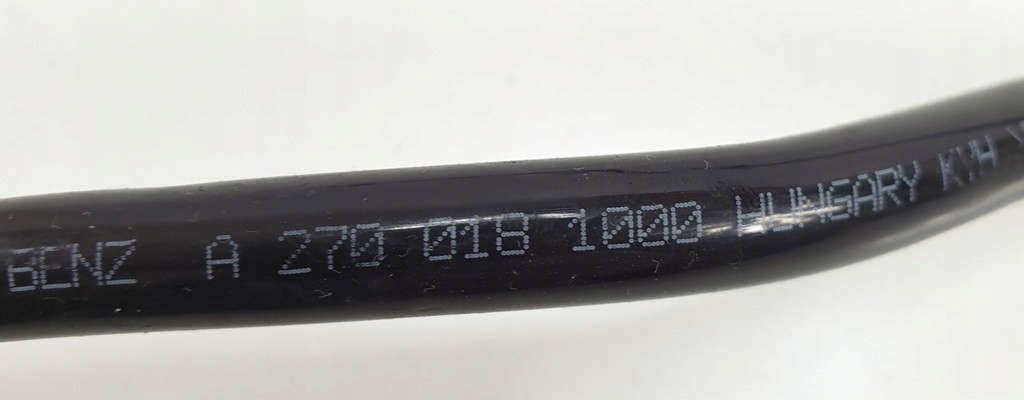 BENZ A 270 018 1000 HUNGARY